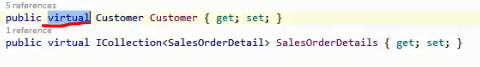 5 references
public virtual Customer Customer { get; set; }
1 reference
public virtual ICollection<SalesOrderDetail> SalesOrderDetails { get; set; }